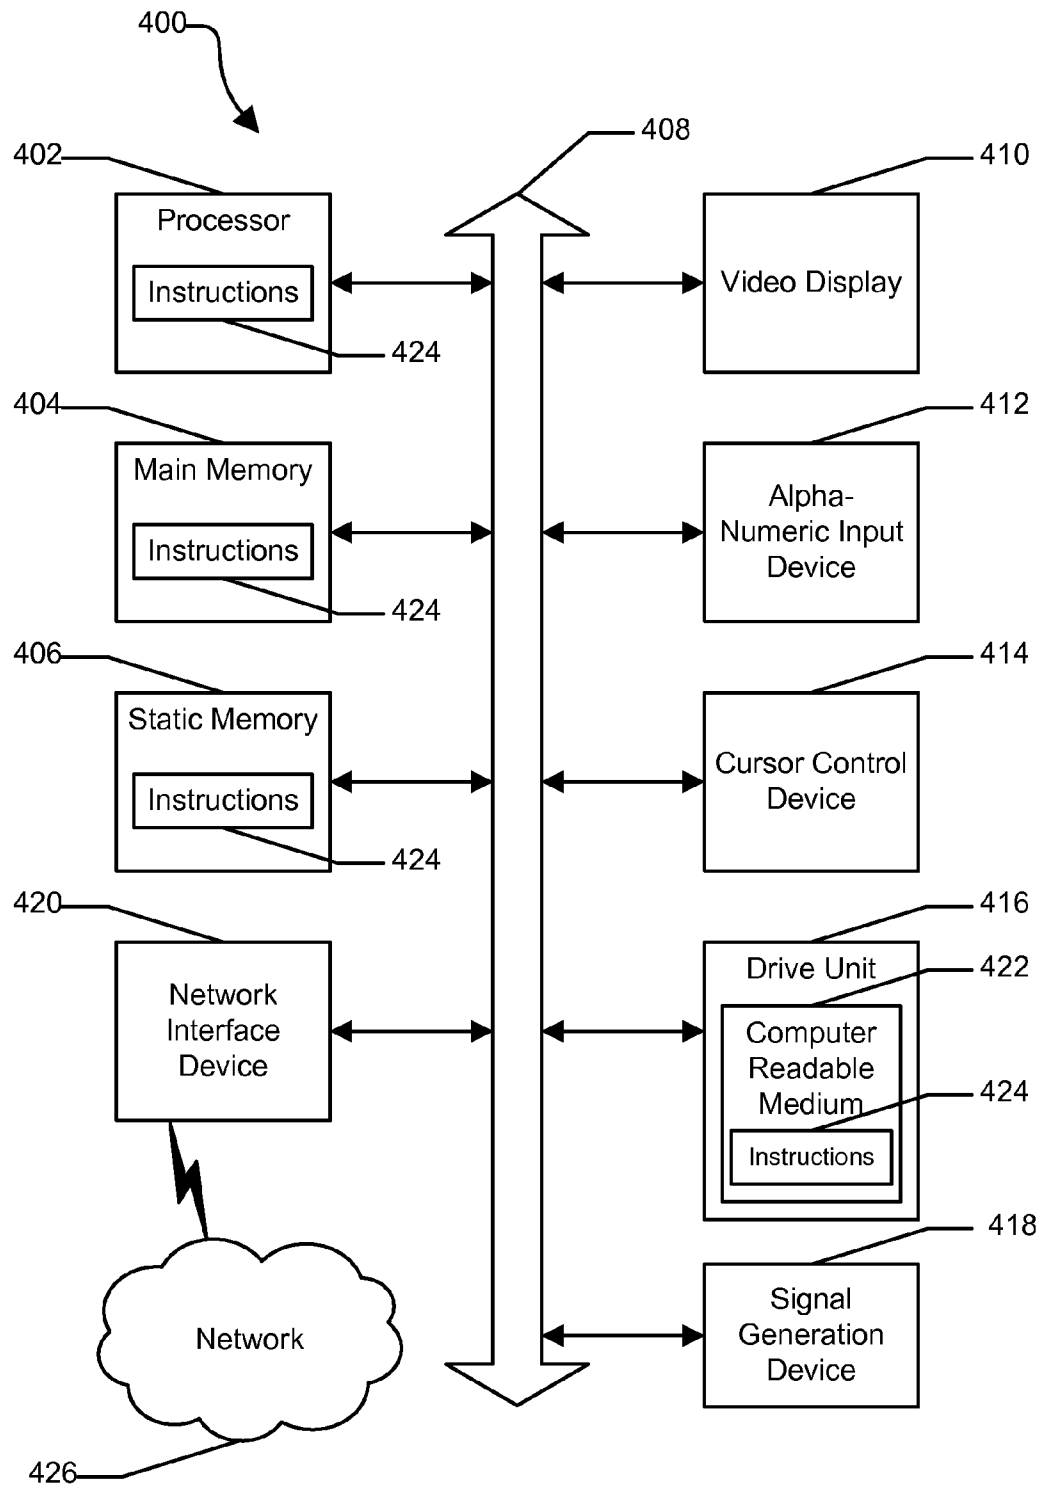 400
408
402
Processor
Instructions
424
410
Video Display
404
Main Memory
Instructions
424
412
Alpha-
Numeric Input
Device
406
Static Memory
Instructions
424
414
Cursor Control
Device
420
Network
Interface
Device
416
Drive Unit
422
Computer
Readable
Medium
424
Instructions
418
Signal
Generation
Device
Network
426